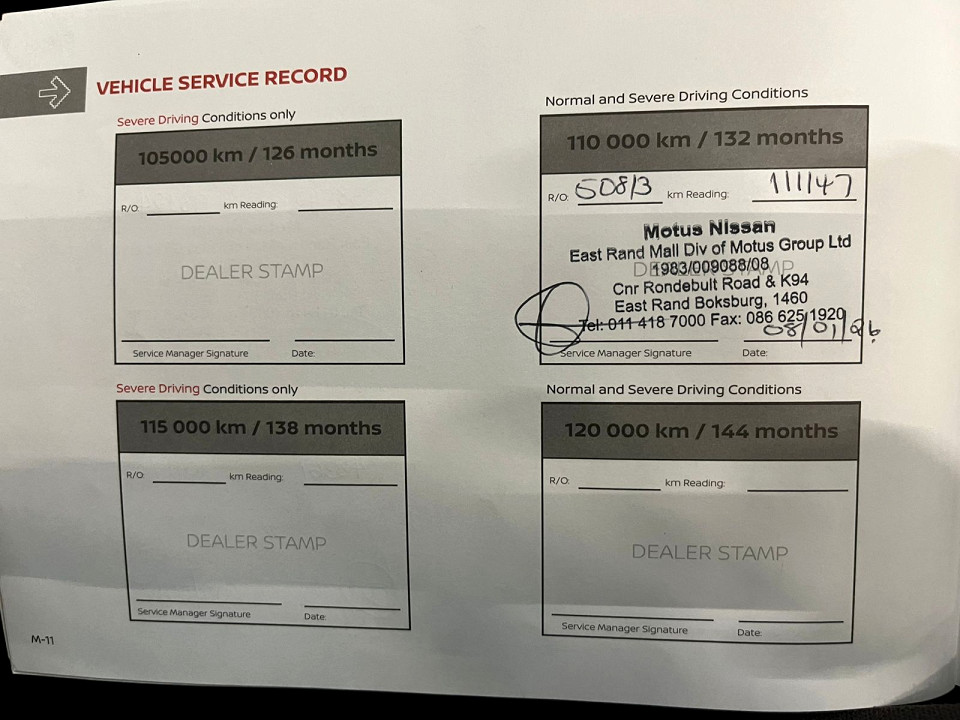 VEHICLE SERVICE RECORD
Severe Driving Conditions only
105000 km / 126 months
R/O: km Reading:
DEALER STAMP
Service Manager Signature Date:
Normal and Severe Driving Conditions
110 000 km / 132 months
R/O: 50813 km Reading: 111147
DEALER STAMP
Motus Nissan
East Rand Mall Div of Motus Group Ltd
1983/009088/08
Cnr Rondebult Road & K94
East Rand Boksburg, 1460
Tel: 011 418 7000 Fax: 086 625 1920
08/01/26
Service Manager Signature Date:
Severe Driving Conditions only
115 000 km / 138 months
R/O: km Reading:
DEALER STAMP
Service Manager Signature Date:
Normal and Severe Driving Conditions
120 000 km / 144 months
R/O: km Reading:
DEALER STAMP
Service Manager Signature Date:
M-11